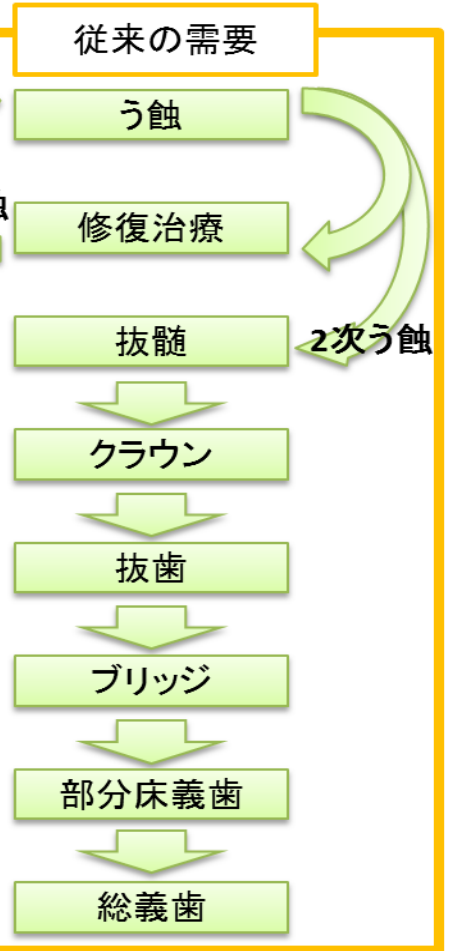 従来の需要
う蝕
修復治療
抜髄
2次う蝕
クラウン
抜歯
ブリッジ
部分床義歯
総義歯